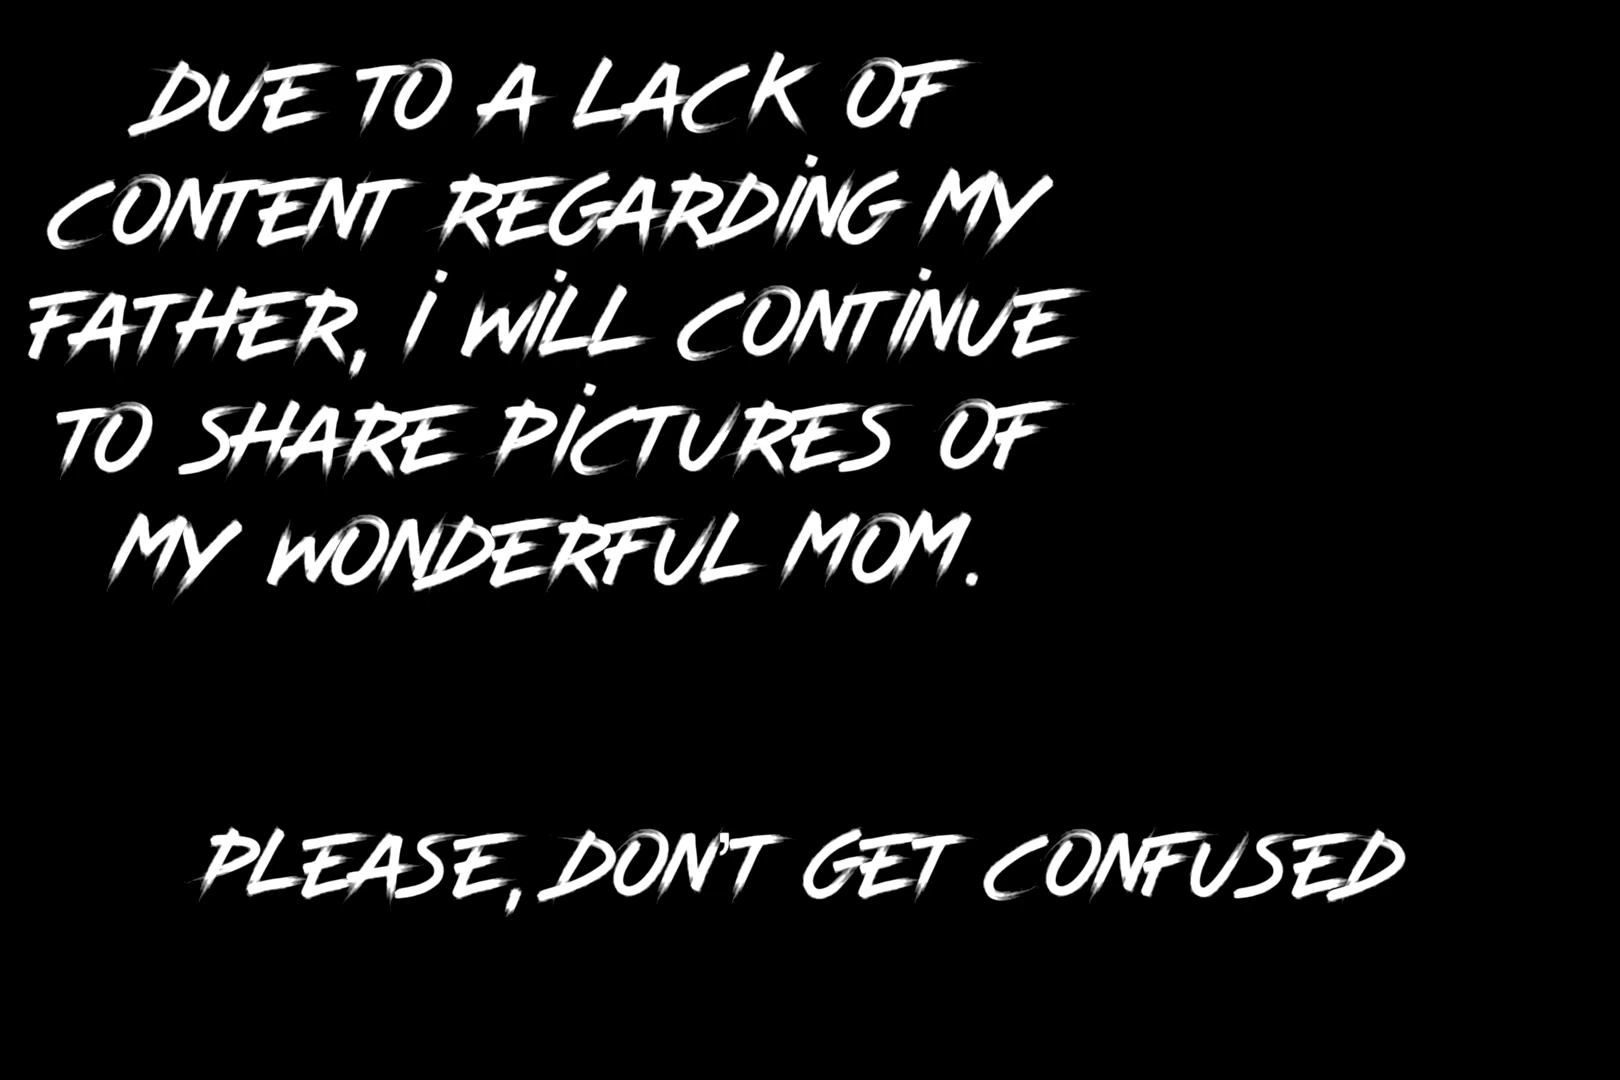 DUE TO A LACK OF
CONTENT REGARDING MY
FATHER, I WILL CONTINUE
TO SHARE PICTURES OF
MY WONDERFUL MOM.
PLEASE, DON'T GET CONFUSED